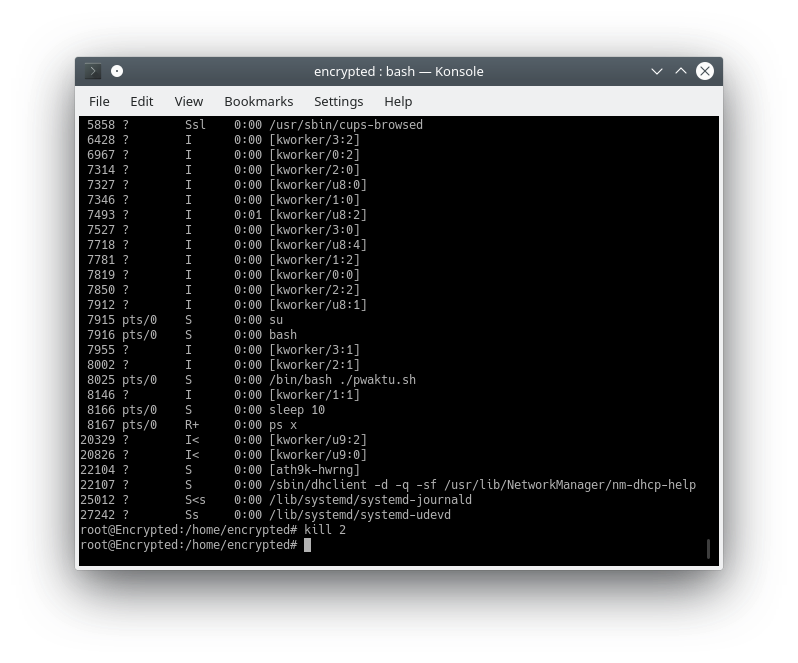 encrypted : bash — Konsole
File Edit View Bookmarks Settings Help
 5858 ?        Ssl    0:00 /usr/sbin/cups-browsed
 6428 ?        I      0:00 [kworker/3:2]
 6967 ?        I      0:00 [kworker/0:2]
 7314 ?        I      0:00 [kworker/2:0]
 7327 ?        I      0:00 [kworker/u8:0]
 7346 ?        I      0:00 [kworker/1:0]
 7493 ?        I      0:01 [kworker/u8:2]
 7527 ?        I      0:00 [kworker/3:0]
 7718 ?        I      0:00 [kworker/u8:4]
 7781 ?        I      0:00 [kworker/1:2]
 7819 ?        I      0:00 [kworker/0:0]
 7850 ?        I      0:00 [kworker/2:2]
 7912 ?        I      0:00 [kworker/u8:1]
 7915 pts/0    S      0:00 su
 7916 pts/0    S      0:00 bash
 7955 ?        I      0:00 [kworker/3:1]
 8002 ?        I      0:00 [kworker/2:1]
 8025 pts/0    S      0:00 /bin/bash ./pwaktu.sh
 8146 ?        I      0:00 [kworker/1:1]
 8166 pts/0    S      0:00 sleep 10
 8167 pts/0    R+     0:00 ps x
20329 ?        I<     0:00 [kworker/u9:2]
20826 ?        I<     0:00 [kworker/u9:0]
22104 ?        S      0:00 [ath9k-hwrng]
22107 ?        S      0:00 /sbin/dhclient -d -q -sf /usr/lib/NetworkManager/nm-dhcp-help
25012 ?        S<s    0:00 /lib/systemd/systemd-journald
27242 ?        Ss     0:00 /lib/systemd/systemd-udevd
root@Encrypted:/home/encrypted# kill 2
root@Encrypted:/home/encrypted#